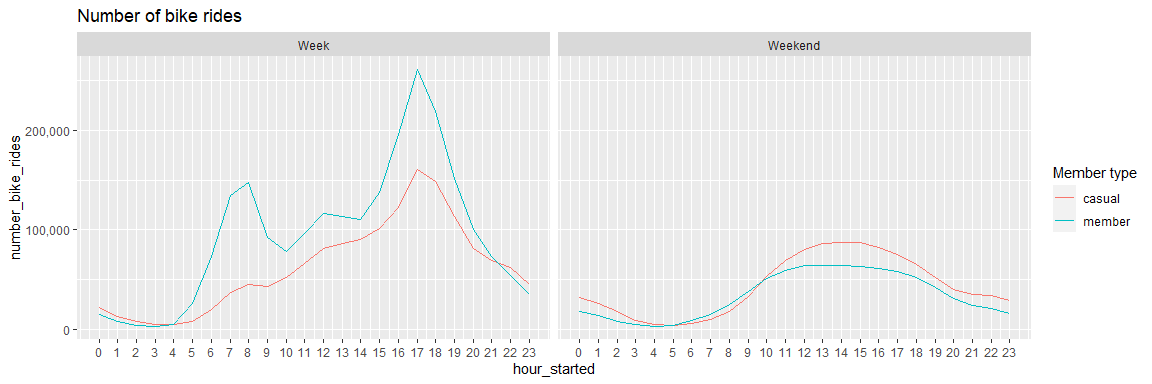 Number of bike rides
Week
Weekend
number_bike_rides
200,000
100,000
0
0 1 2 3 4 5 6 7 8 9 10 11 12 13 14 15 16 17 18 19 20 21 22 23
0 1 2 3 4 5 6 7 8 9 10 11 12 13 14 15 16 17 18 19 20 21 22 23
hour_started
Member type
casual
member